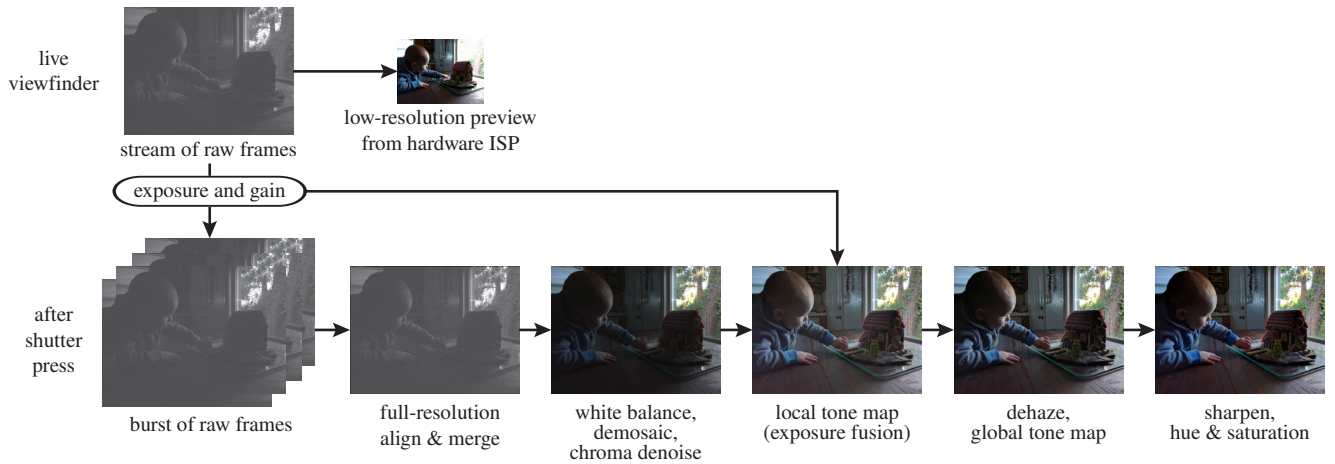 live
viewfinder
stream of raw frames
low-resolution preview
from hardware ISP
exposure and gain
after
shutter
press
burst of raw frames
full-resolution
align & merge
white balance,
demosaic,
chroma denoise
local tone map
(exposure fusion)
dehaze,
global tone map
sharpen,
hue & saturation